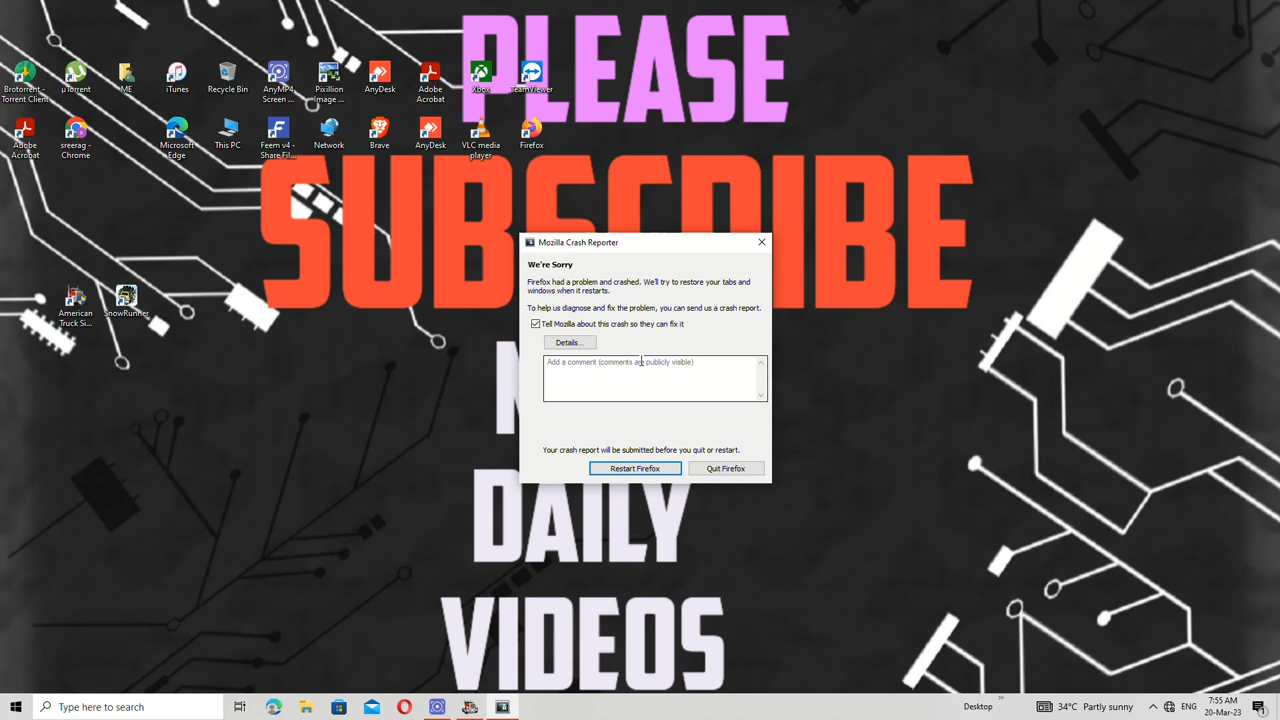 PLEASE
SUBSCRIBE
DAILY
VIDEOS
Brotorrent -
Torrent Client
µTorrent
ME
iTunes
Recycle Bin
AnyMP4
Screen ...
Pixillion
Image ...
AnyDesk
Adobe
Acrobat
Xbox
TeamViewer
Adobe
Acrobat
sreerag -
Chrome
Microsoft
Edge
This PC
Feem v4 -
Share Fil...
Network
Brave
AnyDesk
VLC media
player
Firefox
American
Truck Si...
SnowRunner
Mozilla Crash Reporter
We're Sorry
Firefox had a problem and crashed. We'll try to restore your tabs and
windows when it restarts.
To help us diagnose and fix the problem, you can send us a crash report.
Tell Mozilla about this crash so they can fix it
Details...
Add a comment (comments are publicly visible)
Your crash report will be submitted before you quit or restart.
Restart Firefox
Quit Firefox
Type here to search
Desktop
34°C Partly sunny
ENG
7:55 AM
20-Mar-23
1